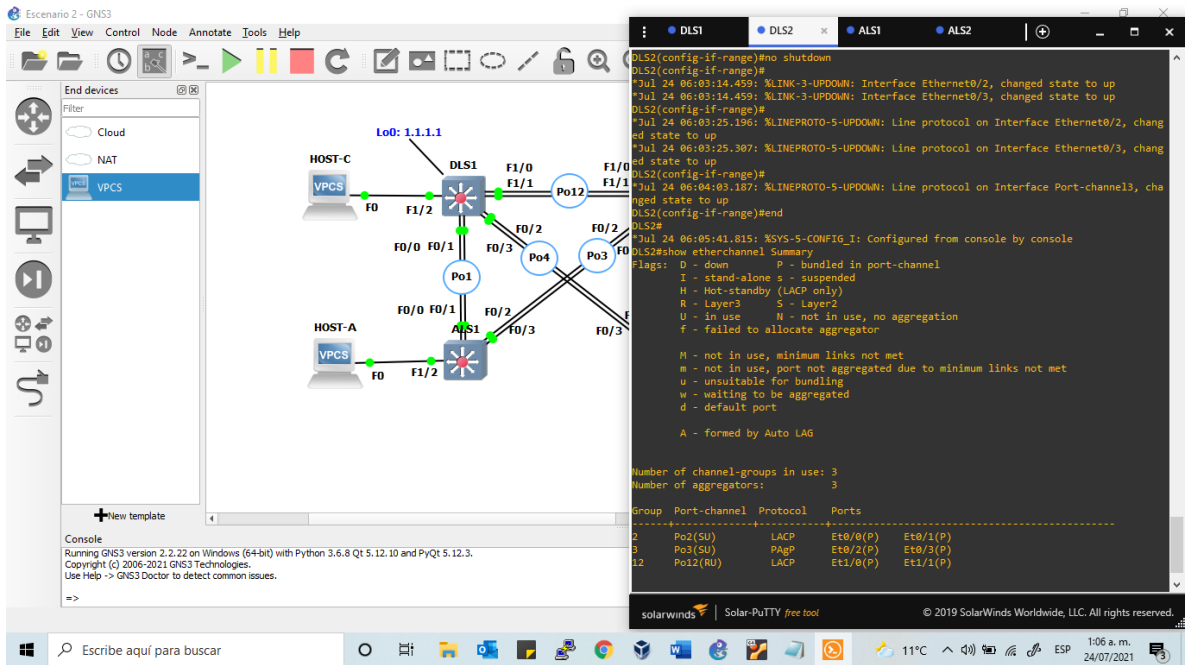 Escenario 2 - GNS3
File Edit View Control Node Annotate Tools Help
End devices
Filter
Cloud
NAT
VPCS
New template
Lo0: 1.1.1.1
HOST-C
DLS1
F1/0
F1/0
VPCS
F1/1
Po12
F1/1
F0
F1/2
F0/2
F0/2
F0/0 F0/1
F0/3
Po4
Po3
F0
Po1
F0/0 F0/1
F0/2
HOST-A
ALS1
F0/3
F0/3
VPCS
F0
F1/2
Console
Running GNS3 version 2.2.22 on Windows (64-bit) with Python 3.6.8 Qt 5.12.10 and PyQt 5.12.3.
Copyright (c) 2006-2021 GNS3 Technologies.
Use Help -> GNS3 Doctor to detect common issues.
=>
DLS1 DLS2 × ALS1 ALS2
DLS2(config-if-range)#no shutdown
DLS2(config-if-range)#
*Jul 24 06:03:14.459: %LINK-3-UPDOWN: Interface Ethernet0/2, changed state to up
*Jul 24 06:03:14.459: %LINK-3-UPDOWN: Interface Ethernet0/3, changed state to up
DLS2(config-if-range)#
*Jul 24 06:03:25.196: %LINEPROTO-5-UPDOWN: Line protocol on Interface Ethernet0/2, chang
ed state to up
*Jul 24 06:03:25.307: %LINEPROTO-5-UPDOWN: Line protocol on Interface Ethernet0/3, chang
ed state to up
DLS2(config-if-range)#
*Jul 24 06:04:03.187: %LINEPROTO-5-UPDOWN: Line protocol on Interface Port-channel3, cha
nged state to up
DLS2(config-if-range)#end
DLS2#
*Jul 24 06:05:41.815: %SYS-5-CONFIG_I: Configured from console by console
DLS2#show etherchannel Summary
Flags: D - down P - bundled in port-channel
I - stand-alone s - suspended
H - Hot-standby (LACP only)
R - Layer3 S - Layer2
U - in use N - not in use, no aggregation
f - failed to allocate aggregator
M - not in use, minimum links not met
m - not in use, port not aggregated due to minimum links not met
u - unsuitable for bundling
w - waiting to be aggregated
d - default port
A - formed by Auto LAG
Number of channel-groups in use: 3
Number of aggregators: 3
Group Port-channel Protocol Ports
------+-------------+-----------+-----------------------------------------------
2 Po2(SU) LACP Et0/0(P) Et0/1(P)
3 Po3(SU) PAgP Et0/2(P) Et0/3(P)
12 Po12(RU) LACP Et1/0(P) Et1/1(P)
solarwinds | Solar-PuTTY free tool © 2019 SolarWinds Worldwide, LLC. All rights reserved.
Escribe aquí para buscar
11°C
ESP
1:06 a. m.
24/07/2021
3